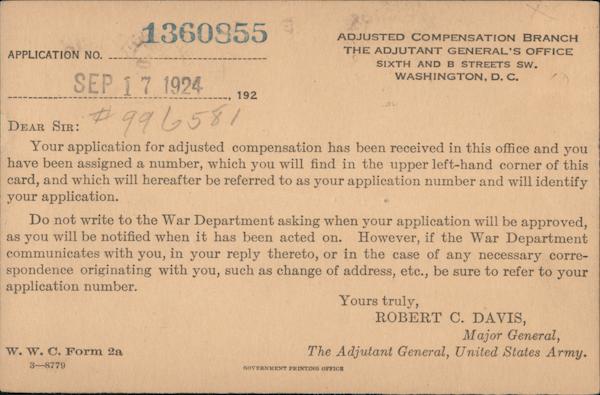 1360855
APPLICATION NO.
ADJUSTED COMPENSATION BRANCH
THE ADJUTANT GENERAL'S OFFICE
SIXTH AND B STREETS SW.
WASHINGTON, D. C.
SEP 17 1924, 192
#996581
DEAR SIR:
Your application for adjusted compensation has been received in this office and you
have been assigned a number, which you will find in the upper left-hand corner of this
card, and which will hereafter be referred to as your application number and will identify
your application.
Do not write to the War Department asking when your application will be approved,
as you will be notified when it has been acted on. However, if the War Department
communicates with you, in your reply thereto, or in the case of any necessary corre-
spondence originating with you, such as change of address, etc., be sure to refer to your
application number.
Yours truly,
ROBERT C. DAVIS,
Major General,
The Adjutant General, United States Army.
W. W. C. Form 2a
3—8779
GOVERNMENT PRINTING OFFICE